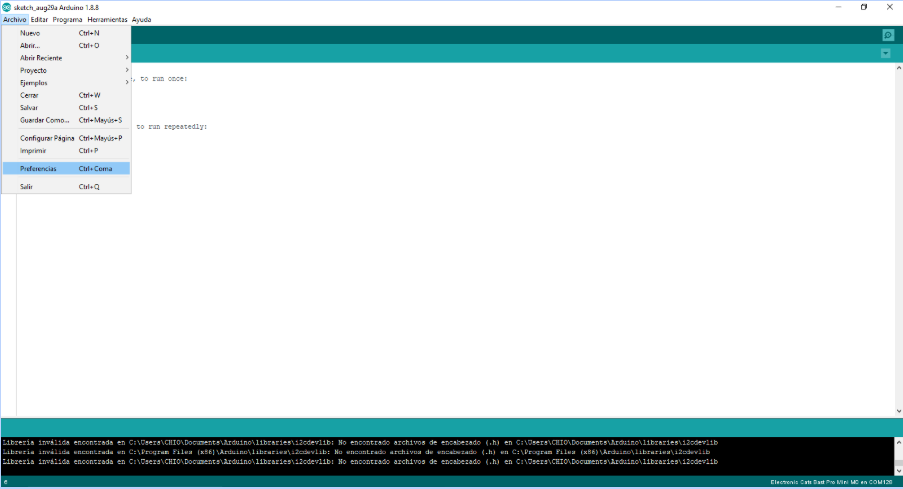 sketch_aug29a Arduino 1.8.8
Archivo Editar Programa Herramientas Ayuda
Nuevo Ctrl+N
Abrir... Ctrl+O
Abrir Reciente
Proyecto
Ejemplos
Cerrar Ctrl+W
Salvar Ctrl+S
Guardar Como... Ctrl+Mayús+S
Configurar Página Ctrl+Mayús+P
Imprimir Ctrl+P
Preferencias Ctrl+Coma
Salir Ctrl+Q
, to run once:
to run repeatedly:
Librería inválida encontrada en C:\Users\CHIO\Documents\Arduino\libraries\i2cdevlib: No encontrado archivos de encabezado (.h) en C:\Users\CHIO\Documents\Arduino\libraries\i2cdevlib
Librería inválida encontrada en C:\Program Files (x86)\Arduino\libraries\i2cdevlib: No encontrado archivos de encabezado (.h) en C:\Program Files (x86)\Arduino\libraries\i2cdevlib
Librería inválida encontrada en C:\Users\CHIO\Documents\Arduino\libraries\i2cdevlib: No encontrado archivos de encabezado (.h) en C:\Users\CHIO\Documents\Arduino\libraries\i2cdevlib
6 Electronic Cats Bast Pro Mini M0 en COM126